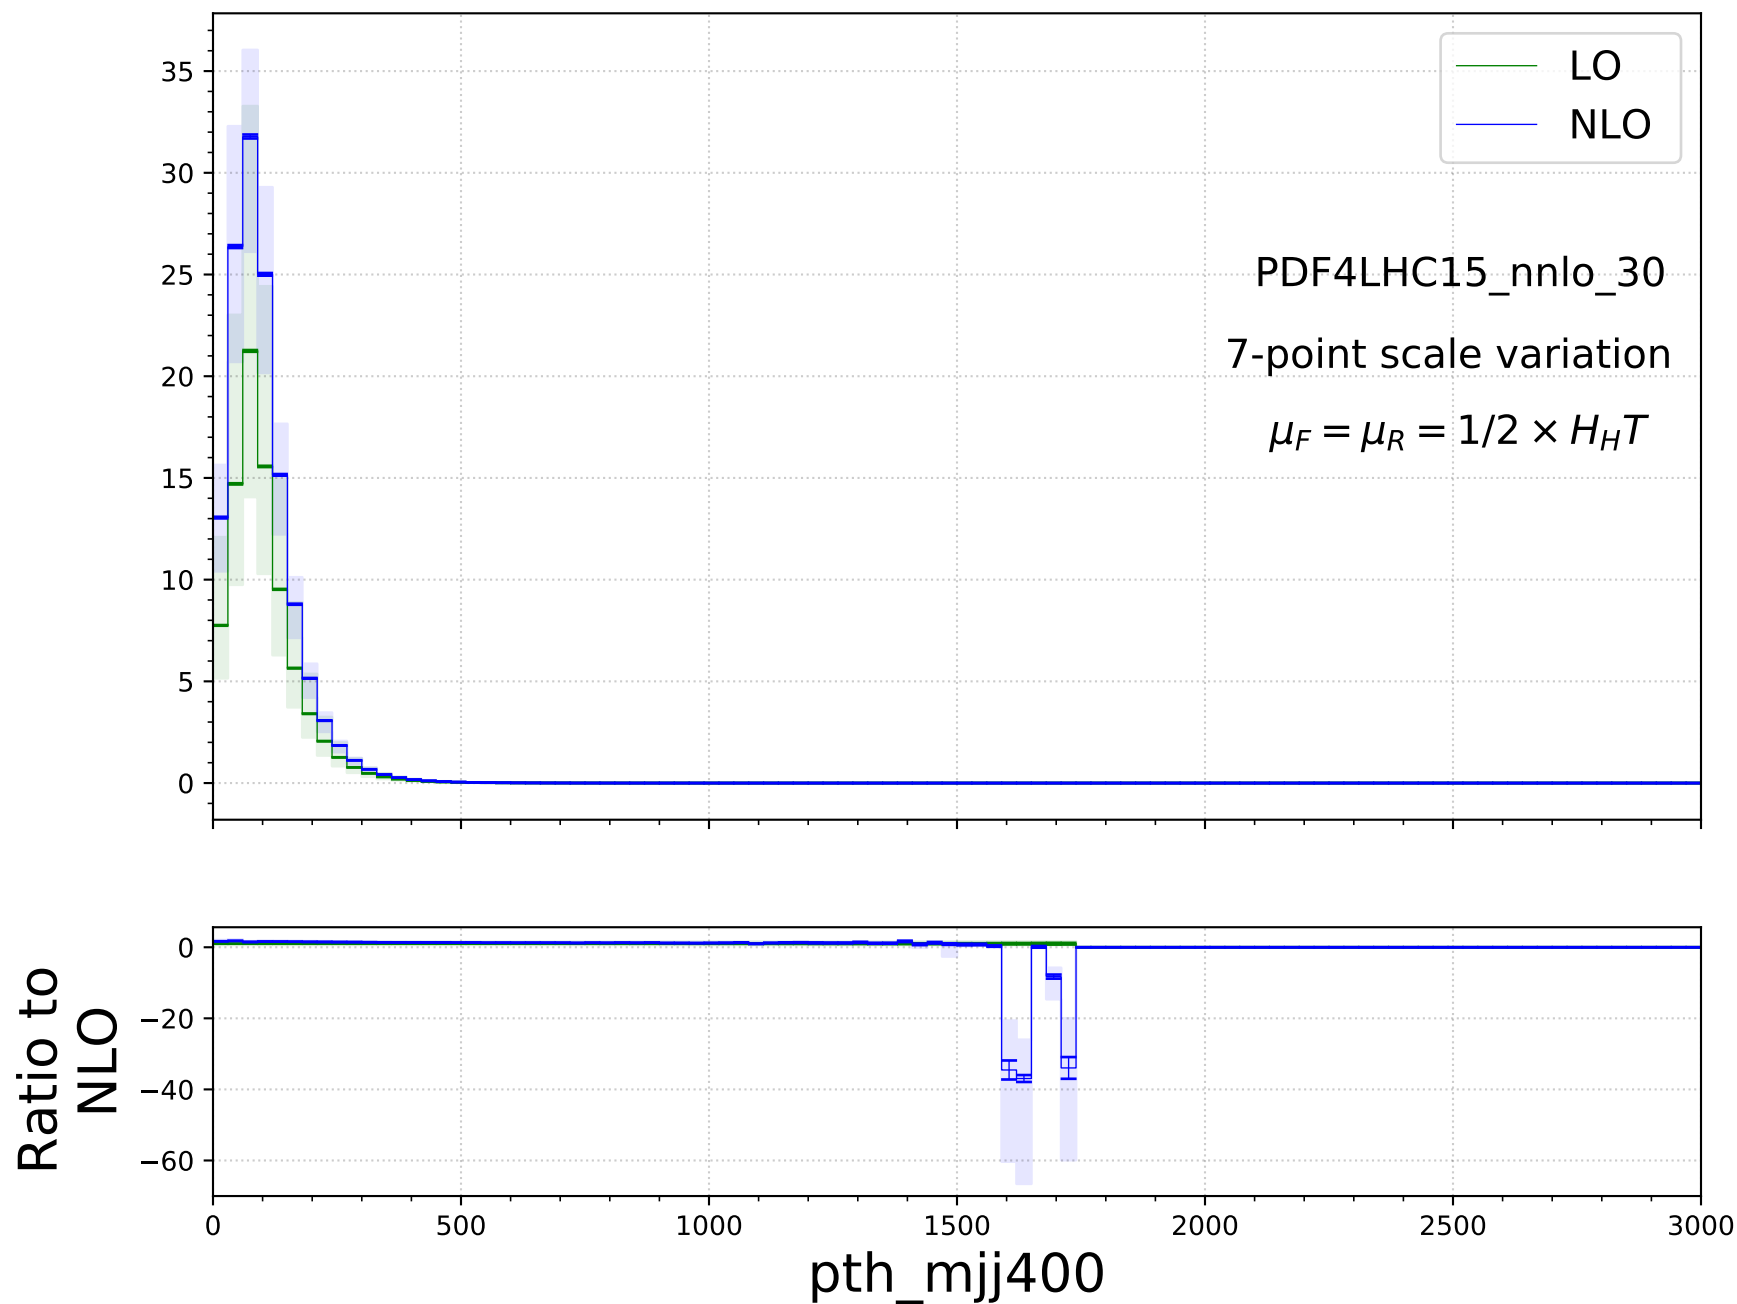 35
30
25
20
15
10
5
0
LO
NLO
PDF4LHC15_nnlo_30
7-point scale variation
μ_F = μ_R = 1/2 × H_HT
Ratio to
NLO
0
−20
−40
−60
0 500 1000 1500 2000 2500 3000
pth_mjj400